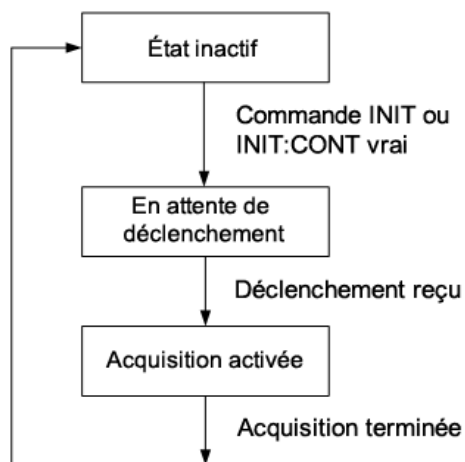 État inactif
Commande INIT ou
INIT:CONT vrai
En attente de
déclenchement
Déclenchement reçu
Acquisition activée
Acquisition terminée